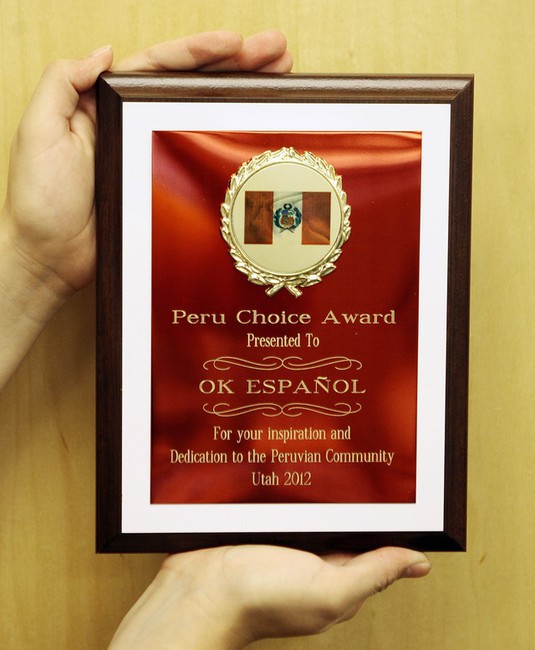 Peru Choice Award
Presented To
OK ESPAÑOL
For your inspiration and
Dedication to the Peruvian Community
Utah 2012